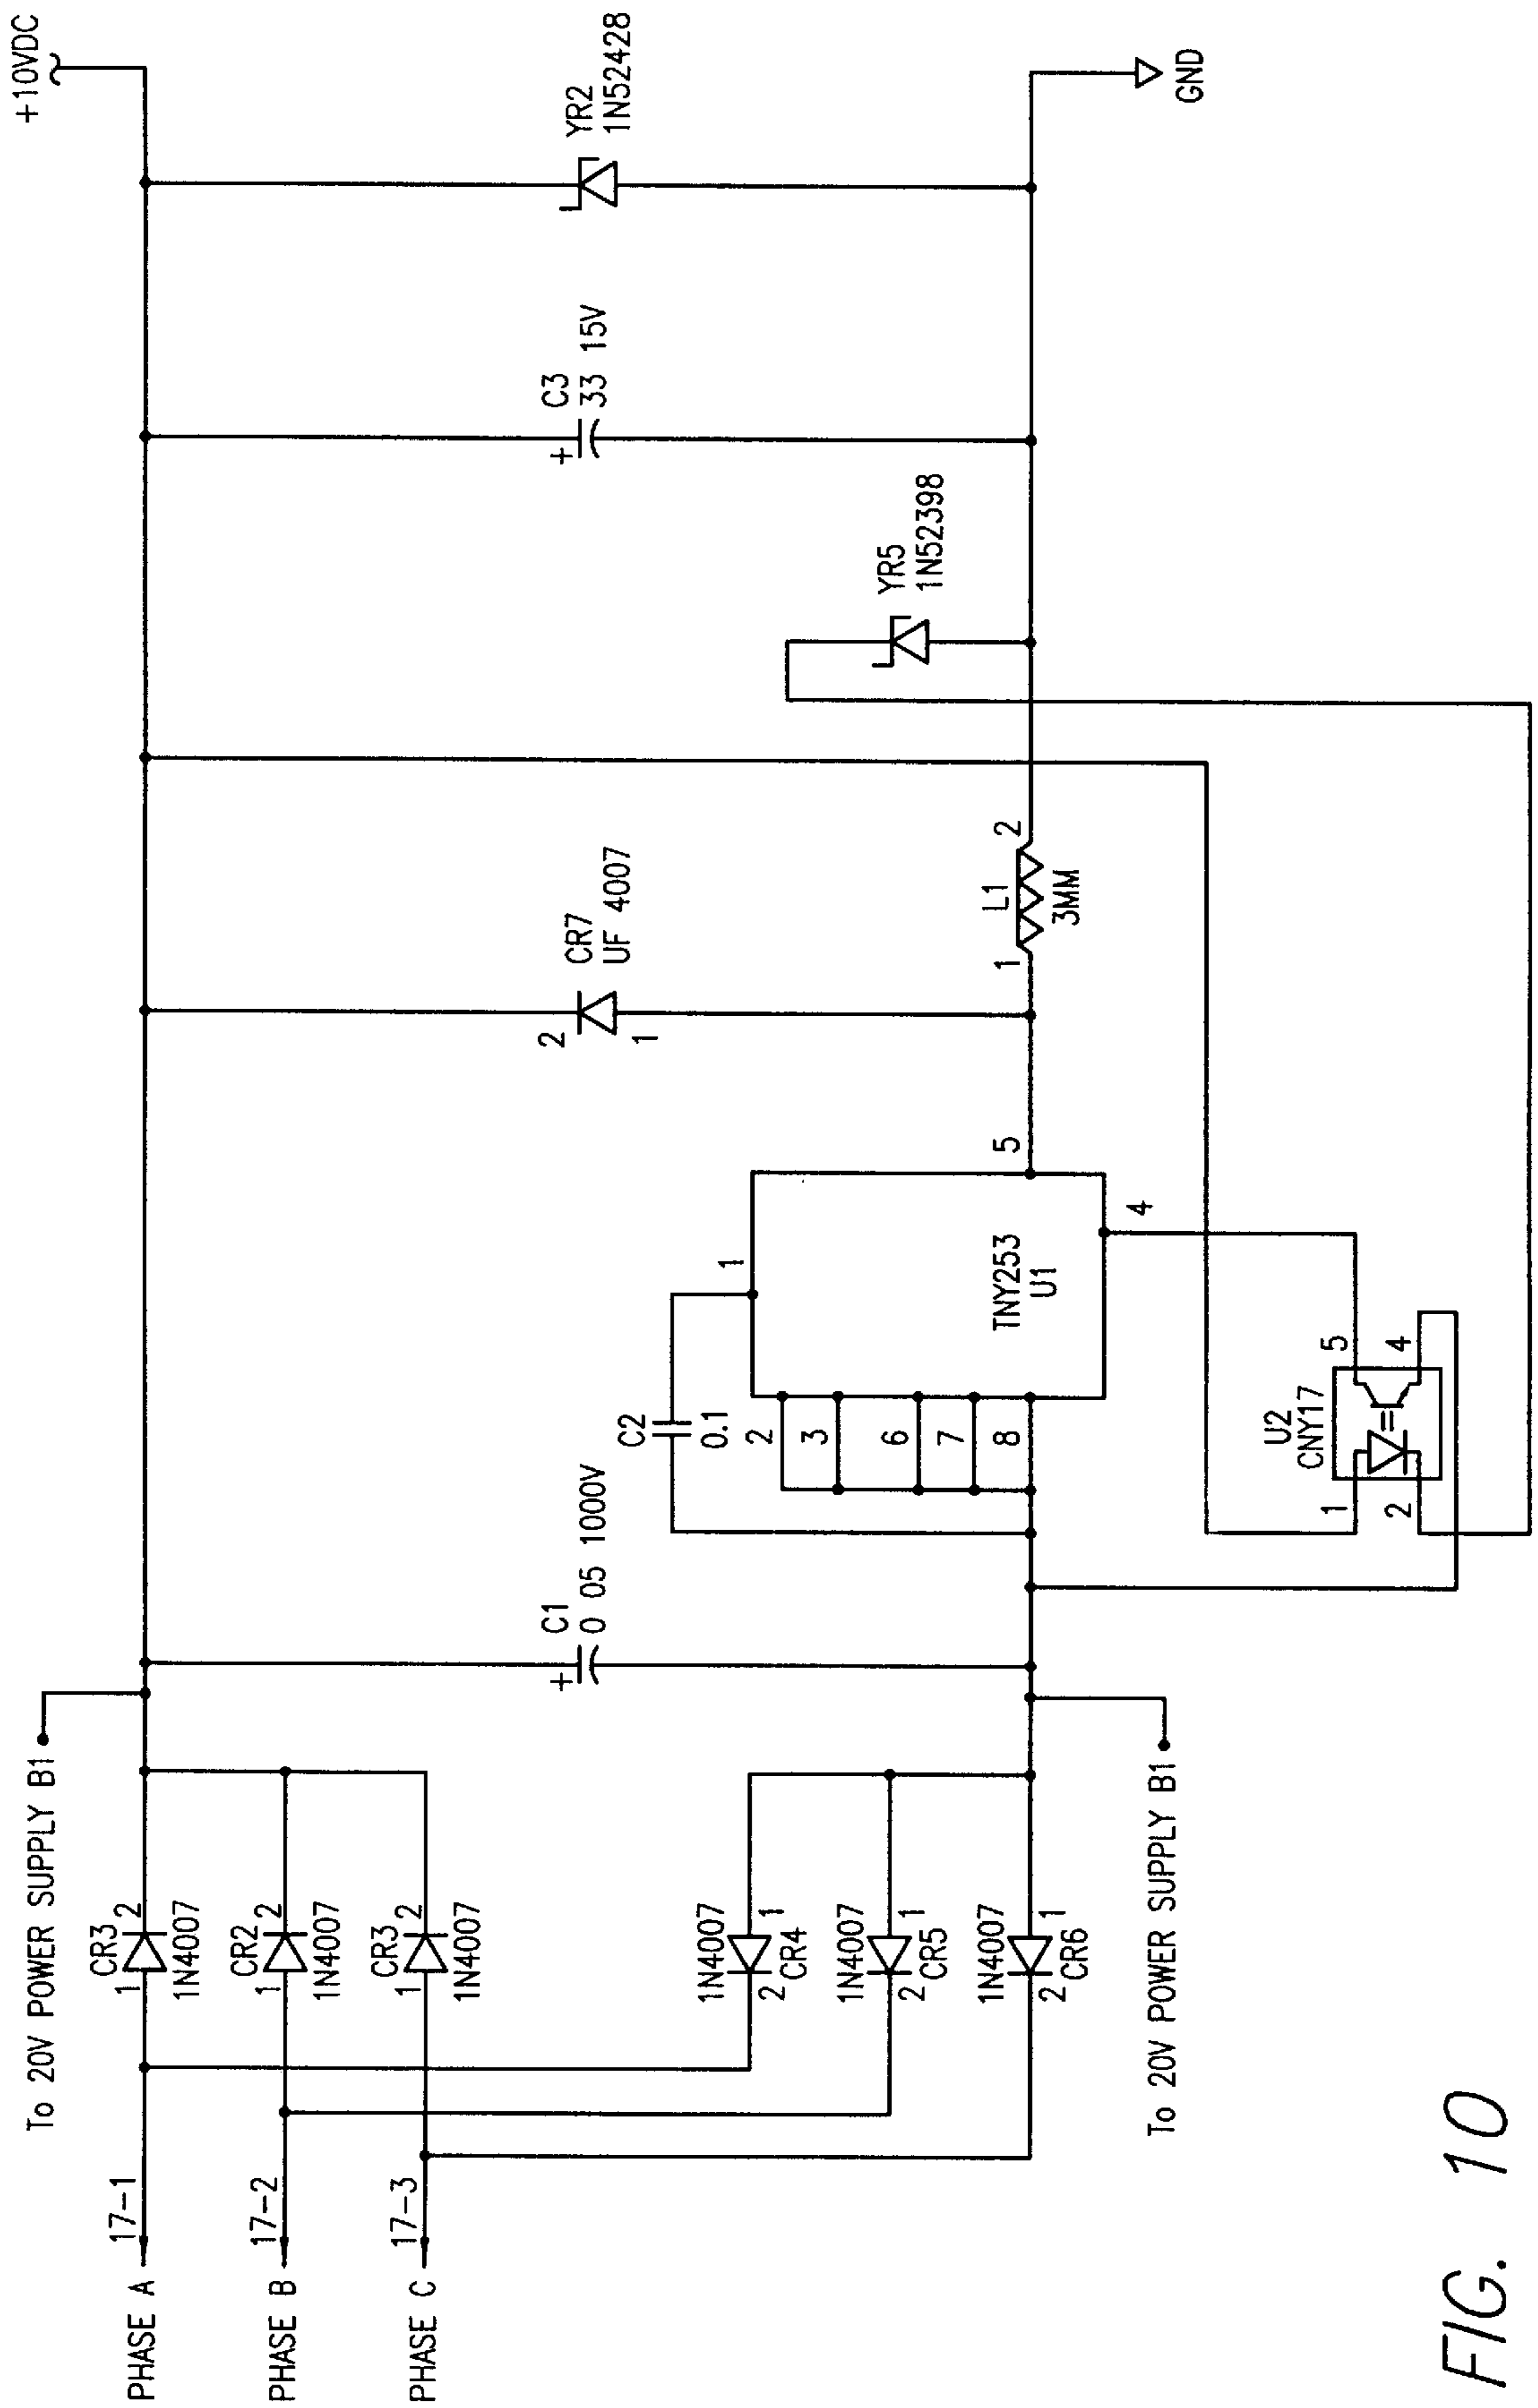 To 20V POWER SUPPLY B1
+10VDC
PHASE A
17-1
1
CR3
2
1N4007
PHASE B
17-2
1
CR2
2
1N4007
PHASE C
17-3
1
CR3
2
1N4007
1N4007
2
1
CR4
1N4007
2
1
CR5
1N4007
2
1
CR6
To 20V POWER SUPPLY B1
+
C1
0 05 1000V
C2
0.1
2
3
6
7
8
1
TNY253
U1
5
4
2
CR7
UF 4007
1
1
L1
2
3MM
YR5
1N52398
+
C3
33 15V
YR2
1N52428
GND
U2
CNY17
1
2
5
4
FIG. 10